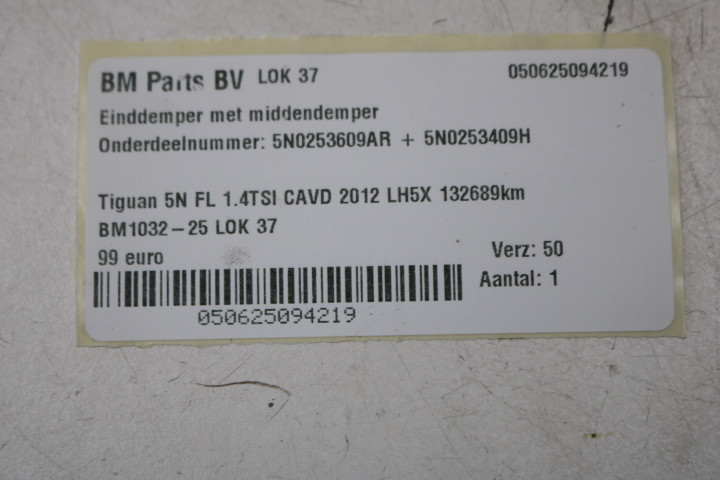 BM Parts BV LOK 37 050625094219
Einddemper met middendemper
Onderdeelnummer: 5N0253609AR + 5N0253409H
Tiguan 5N FL 1.4TSI CAVD 2012 LH5X 132689km
BM1032-25 LOK 37
99 euro Verz: 50
Aantal: 1
050625094219